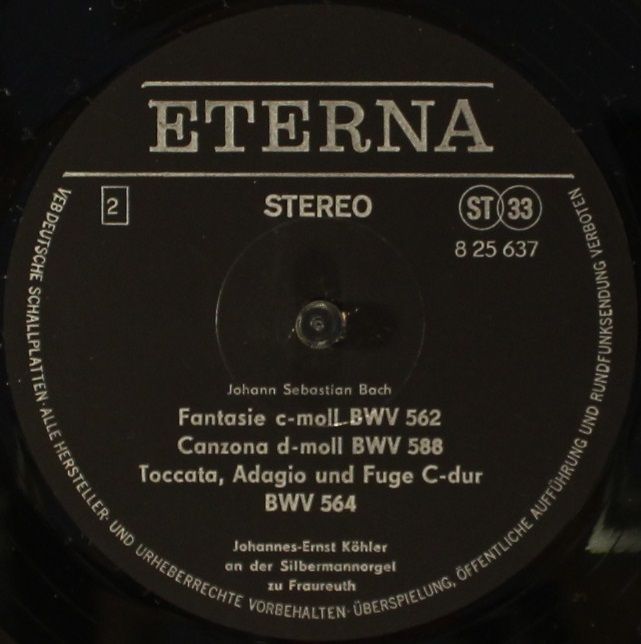 ETERNA
2
STEREO
ST 33
8 25 637
Johann Sebastian Bach
Fantasie c-moll BWV 562
Canzona d-moll BWV 588
Toccata, Adagio und Fuge C-dur
BWV 564
Johannes-Ernst Köhler
an der Silbermannorgel
zu Fraureuth
VEB DEUTSCHE SCHALLPLATTEN · ALLE HERSTELLER- UND URHEBERRECHTE VORBEHALTEN · ÜBERSPIELUNG, ÖFFENTLICHE AUFFÜHRUNG UND RUNDFUNKSENDUNG VERBOTEN